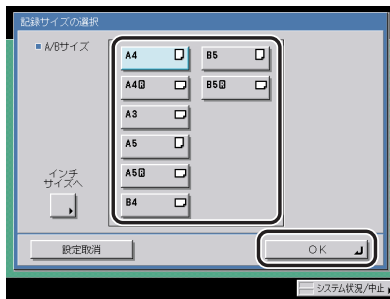 記録サイズの選択
A/Bサイズ
A4
B5
A4R
B5R
A3
A5
A5R
B4
インチ
サイズへ
設定取消
OK
システム状況/中止